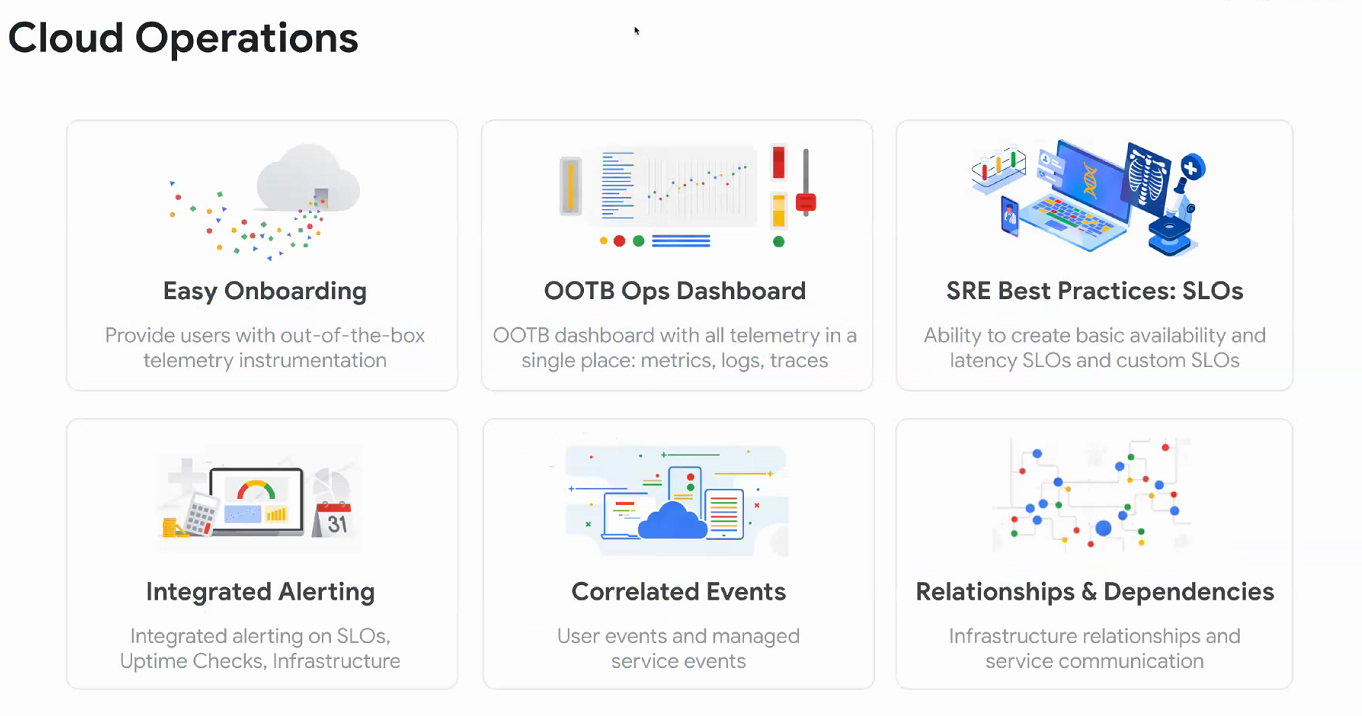 Cloud Operations
Easy Onboarding
Provide users with out-of-the-box
telemetry instrumentation
OOTB Ops Dashboard
OOTB dashboard with all telemetry in a
single place: metrics, logs, traces
SRE Best Practices: SLOs
Ability to create basic availability and
latency SLOs and custom SLOs
31
Integrated Alerting
Integrated alerting on SLOs,
Uptime Checks, Infrastructure
Correlated Events
User events and managed
service events
Relationships & Dependencies
Infrastructure relationships and
service communication